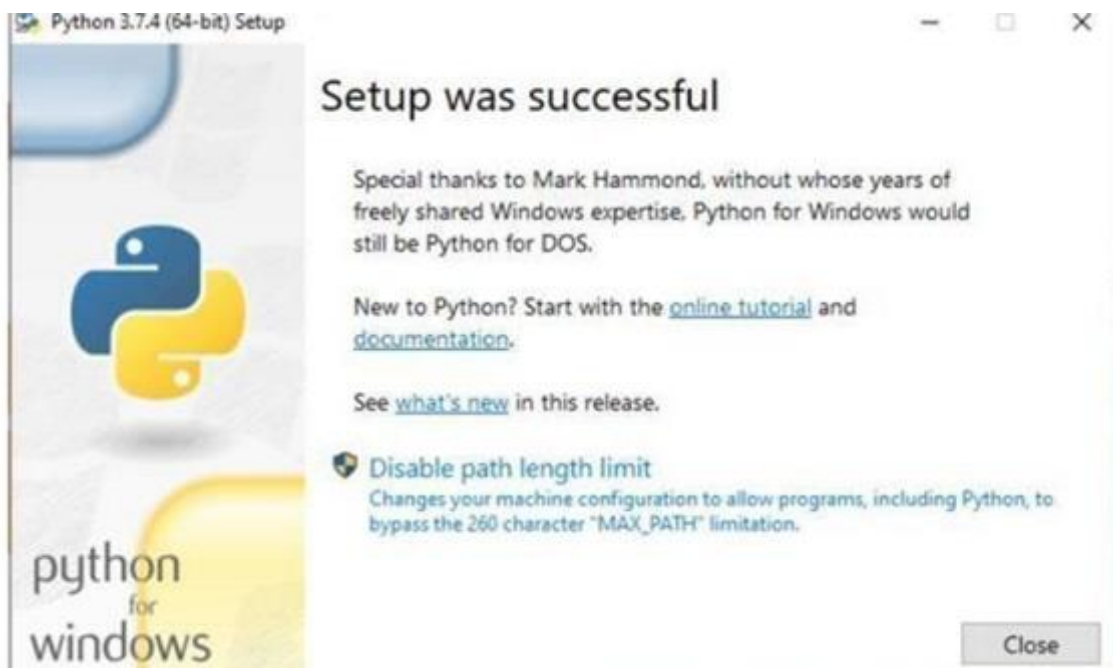 Python 3.7.4 (64-bit) Setup
Setup was successful
Special thanks to Mark Hammond, without whose years of
freely shared Windows expertise, Python for Windows would
still be Python for DOS.
New to Python? Start with the online tutorial and
documentation.
See what's new in this release.
Disable path length limit
Changes your machine configuration to allow programs, including Python, to
bypass the 260 character "MAX_PATH" limitation.
python
for
windows
Close